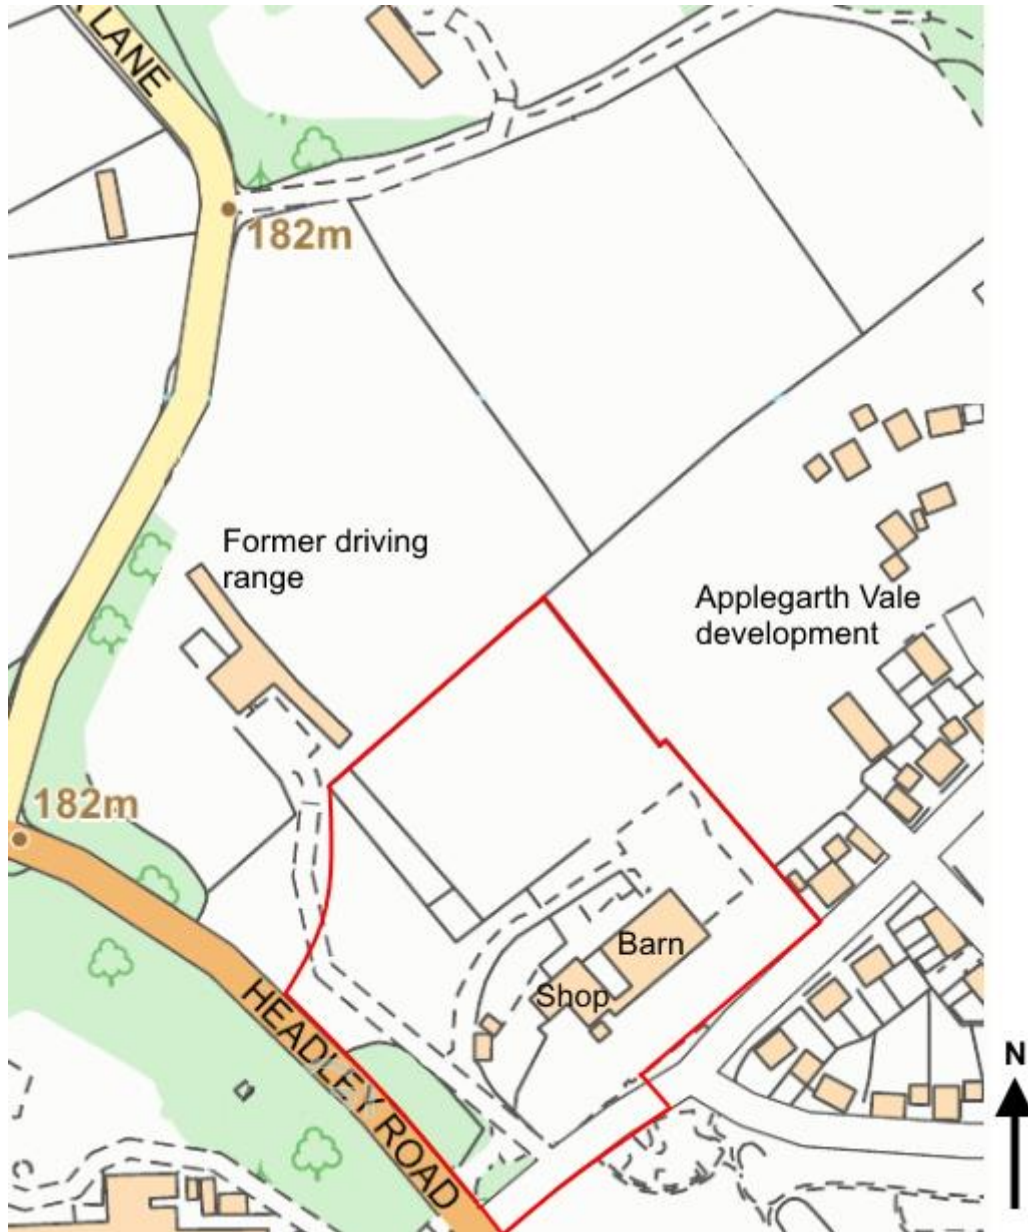 LANE
182m
Former driving
range
Applegarth Vale
development
182m
Barn
Shop
HEADLEY ROAD
N